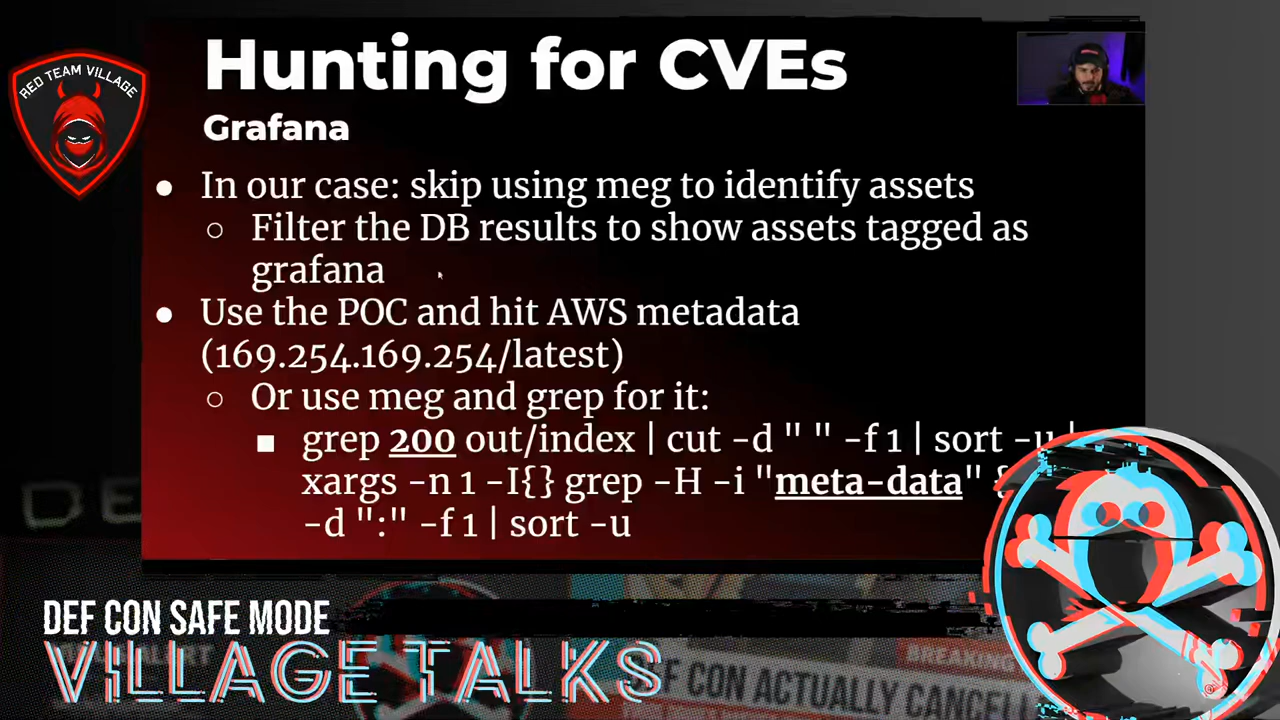 Hunting for CVEs
RED TEAM VILLAGE
Grafana
● In our case: skip using meg to identify assets
○ Filter the DB results to show assets tagged as
grafana
● Use the POC and hit AWS metadata
(169.254.169.254/latest)
○ Or use meg and grep for it:
■ grep 200 out/index | cut -d " " -f 1 | sort -u |
xargs -n 1 -I{} grep -H -i "meta-data" {
-d ":" -f 1 | sort -u
DEF CON SAFE MODE
VILLAGE TALKS
BREAKING
DEF CON ACTUALLY CANCEL